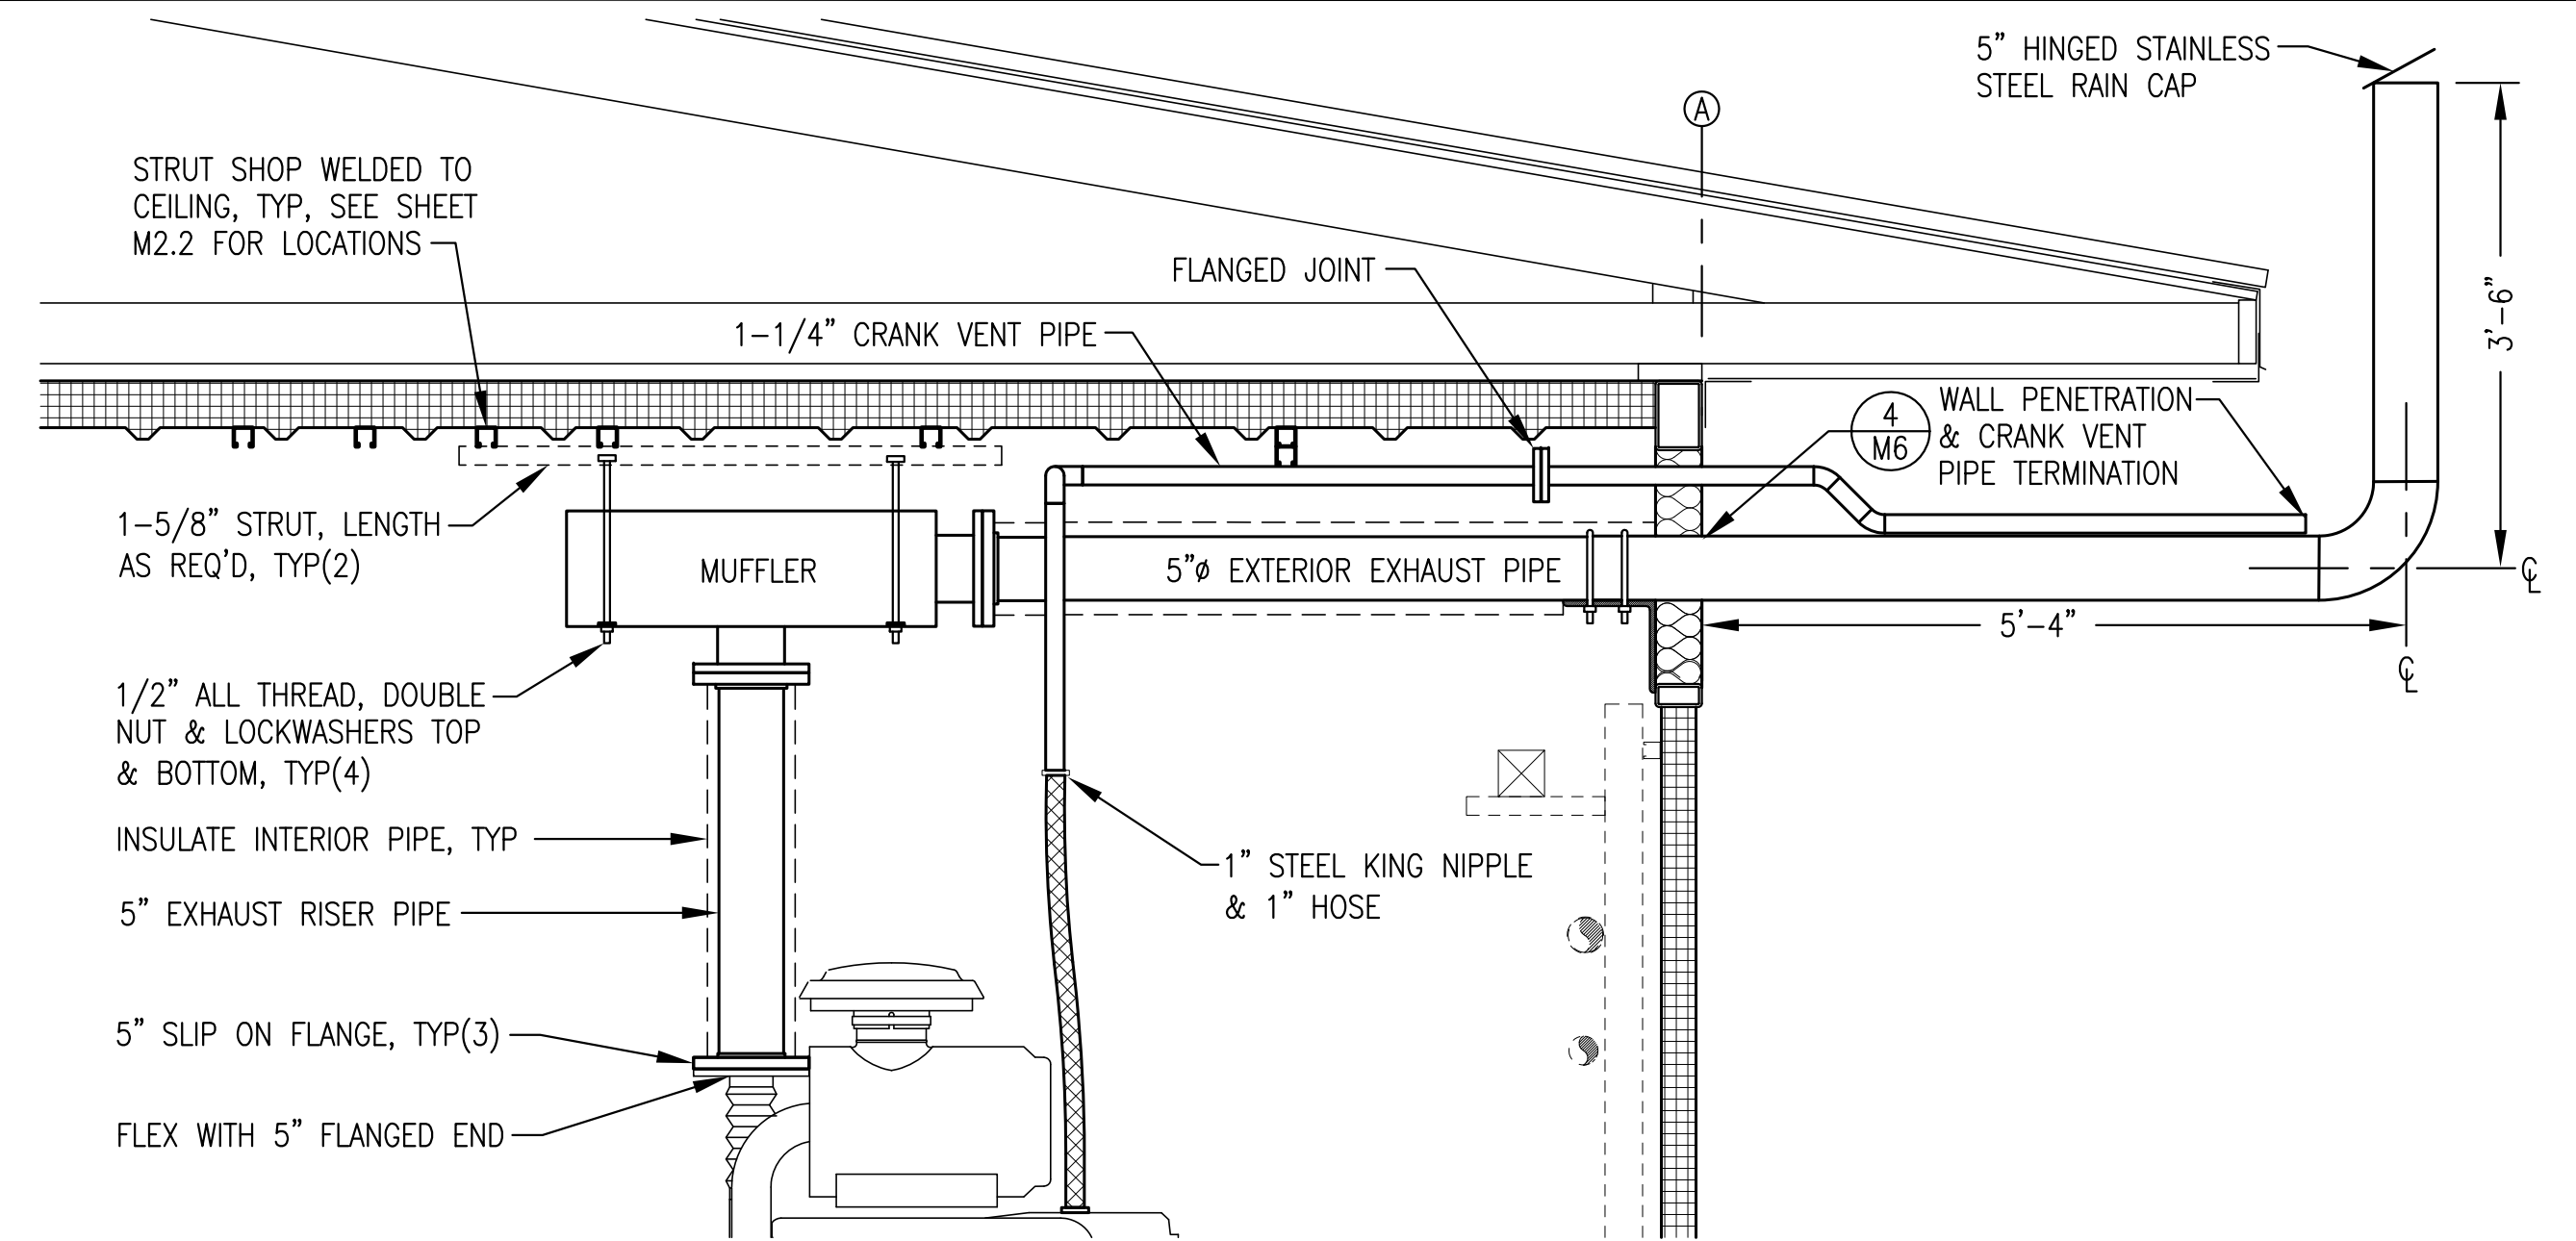 5” HINGED STAINLESS
STEEL RAIN CAP
A
STRUT SHOP WELDED TO
CEILING, TYP, SEE SHEET
M2.2 FOR LOCATIONS
FLANGED JOINT
1-1/4” CRANK VENT PIPE
3’-6”
4
M6
WALL PENETRATION
& CRANK VENT
PIPE TERMINATION
1-5/8” STRUT, LENGTH
AS REQ’D, TYP(2)
MUFFLER
5”ø EXTERIOR EXHAUST PIPE
℄
5’-4”
℄
1/2” ALL THREAD, DOUBLE
NUT & LOCKWASHERS TOP
& BOTTOM, TYP(4)
INSULATE INTERIOR PIPE, TYP
1” STEEL KING NIPPLE
& 1” HOSE
5” EXHAUST RISER PIPE
5” SLIP ON FLANGE, TYP(3)
FLEX WITH 5” FLANGED END